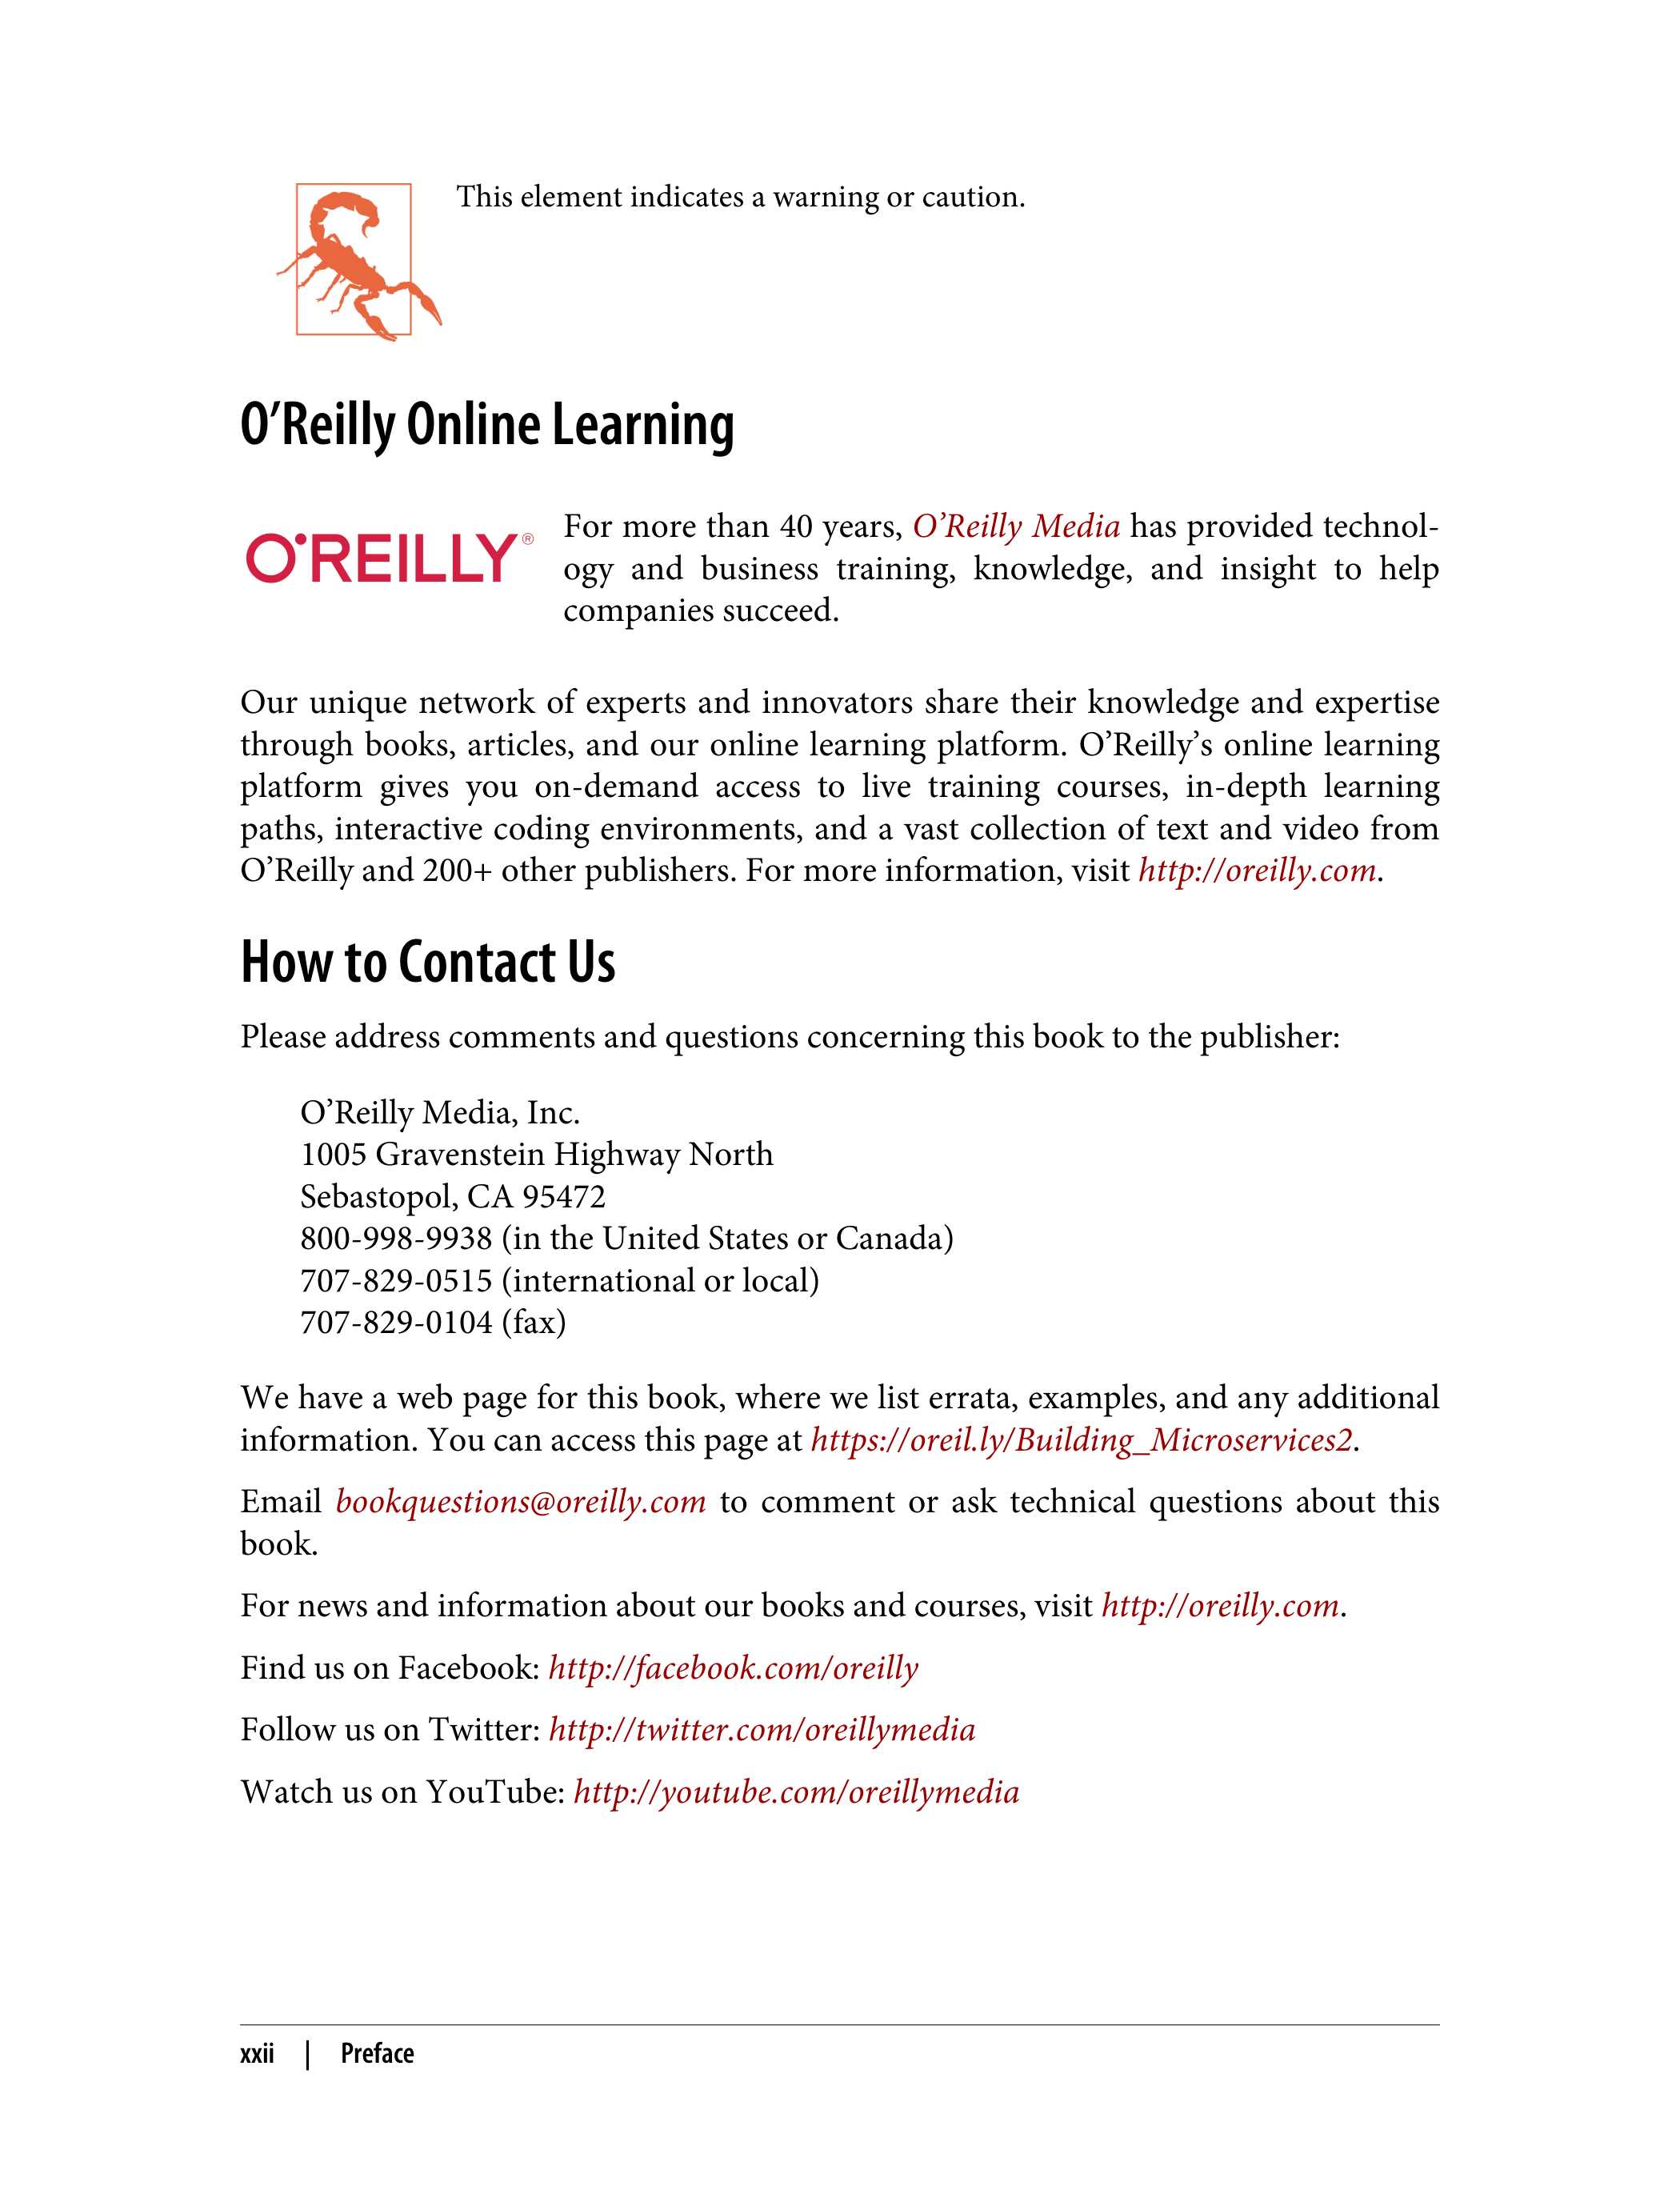 This element indicates a warning or caution.
O’Reilly Online Learning
O’REILLY®
For more than 40 years, O’Reilly Media has provided technol-
ogy and business training, knowledge, and insight to help
companies succeed.
Our unique network of experts and innovators share their knowledge and expertise
through books, articles, and our online learning platform. O’Reilly’s online learning
platform gives you on-demand access to live training courses, in-depth learning
paths, interactive coding environments, and a vast collection of text and video from
O’Reilly and 200+ other publishers. For more information, visit http://oreilly.com.
How to Contact Us
Please address comments and questions concerning this book to the publisher:
O’Reilly Media, Inc.
1005 Gravenstein Highway North
Sebastopol, CA 95472
800-998-9938 (in the United States or Canada)
707-829-0515 (international or local)
707-829-0104 (fax)
We have a web page for this book, where we list errata, examples, and any additional
information. You can access this page at https://oreil.ly/Building_Microservices2.
Email bookquestions@oreilly.com to comment or ask technical questions about this
book.
For news and information about our books and courses, visit http://oreilly.com.
Find us on Facebook: http://facebook.com/oreilly
Follow us on Twitter: http://twitter.com/oreillymedia
Watch us on YouTube: http://youtube.com/oreillymedia
xxii | Preface